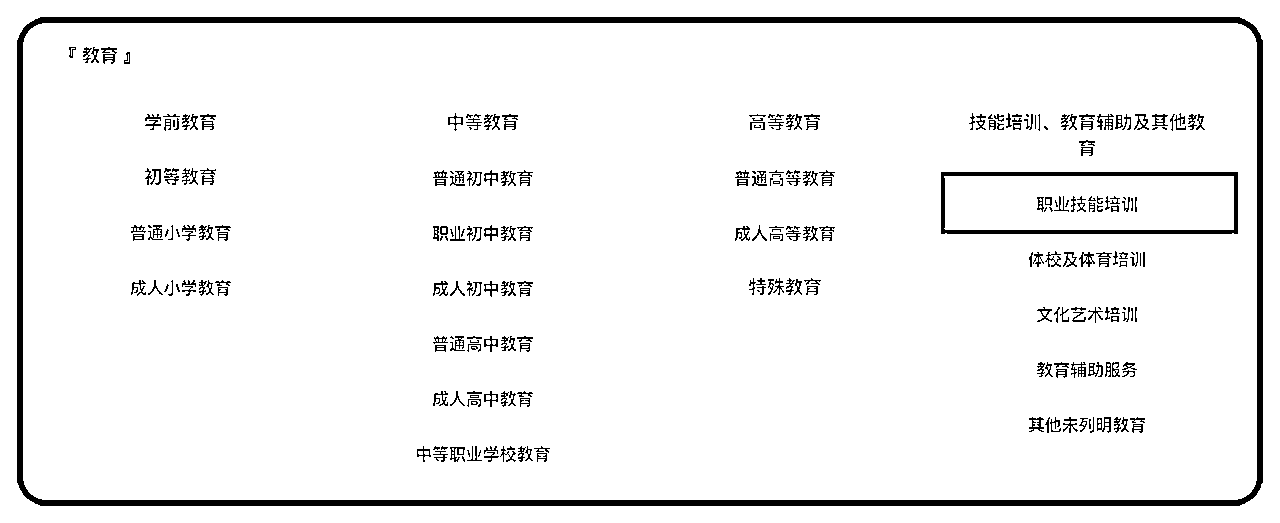 『 教育 』
学前教育
初等教育
普通小学教育
成人小学教育
中等教育
普通初中教育
职业初中教育
成人初中教育
普通高中教育
成人高中教育
中等职业学校教育
高等教育
普通高等教育
成人高等教育
特殊教育
技能培训、教育辅助及其他教
育
职业技能培训
体校及体育培训
文化艺术培训
教育辅助服务
其他未列明教育